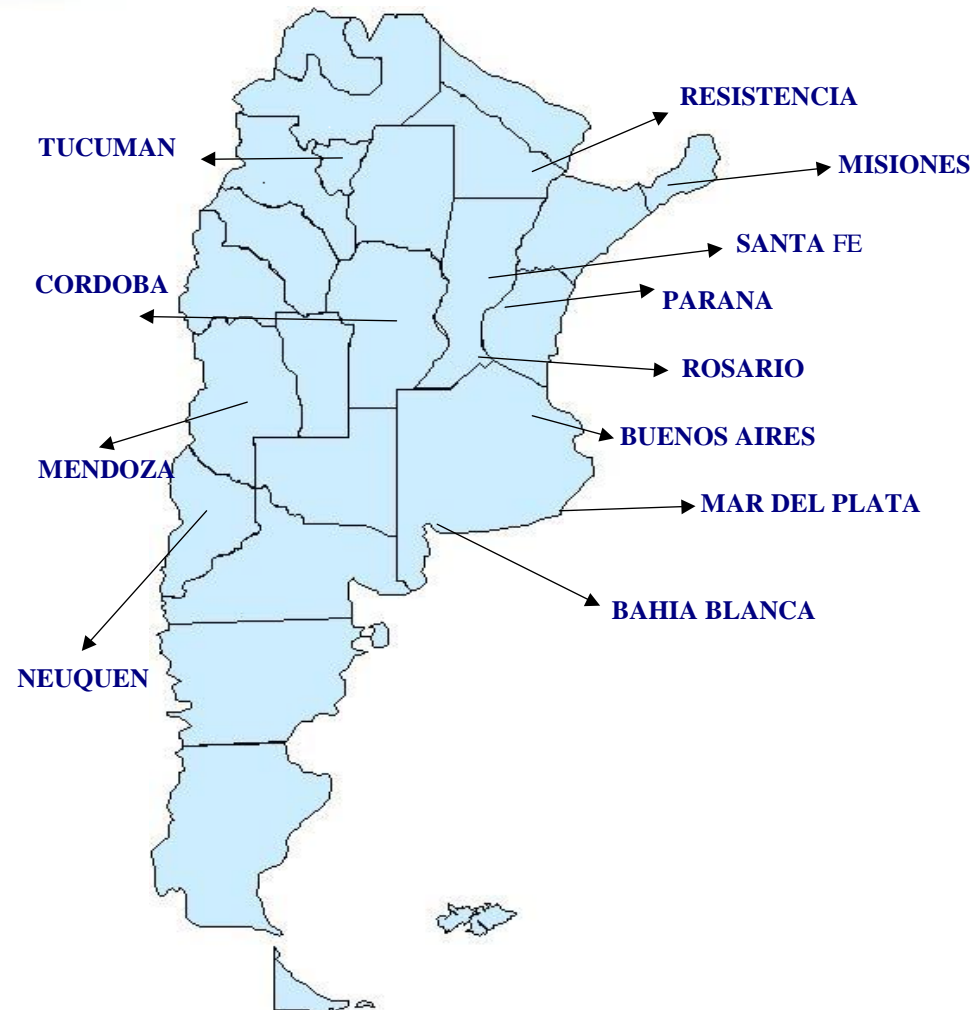 RESISTENCIA
TUCUMAN
MISIONES
SANTA FE
CORDOBA
PARANA
ROSARIO
BUENOS AIRES
MENDOZA
MAR DEL PLATA
BAHIA BLANCA
NEUQUEN